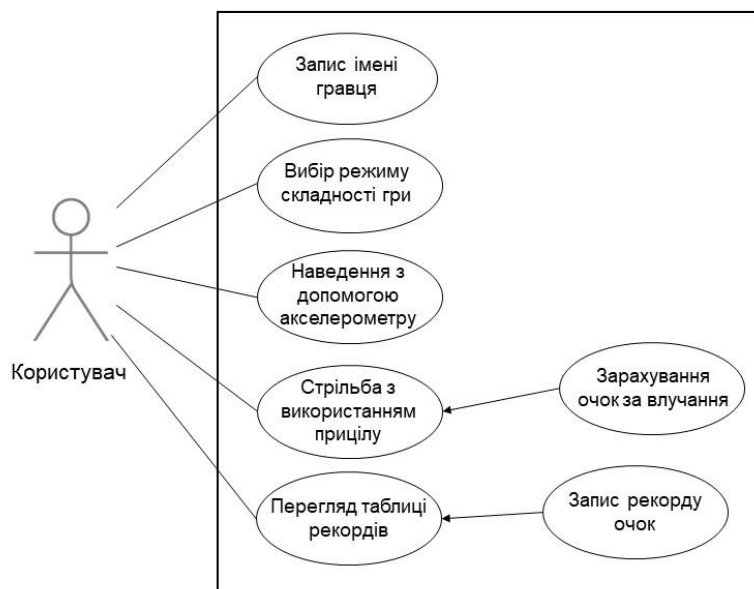 Запис імені
гравця
Вибір режиму
складності гри
Наведення з
допомогою
акселерометру
Користувач
Стрільба з
використанням
прицілу
Зарахування
очок за влучання
Перегляд таблиці
рекордів
Запис рекорду
очок